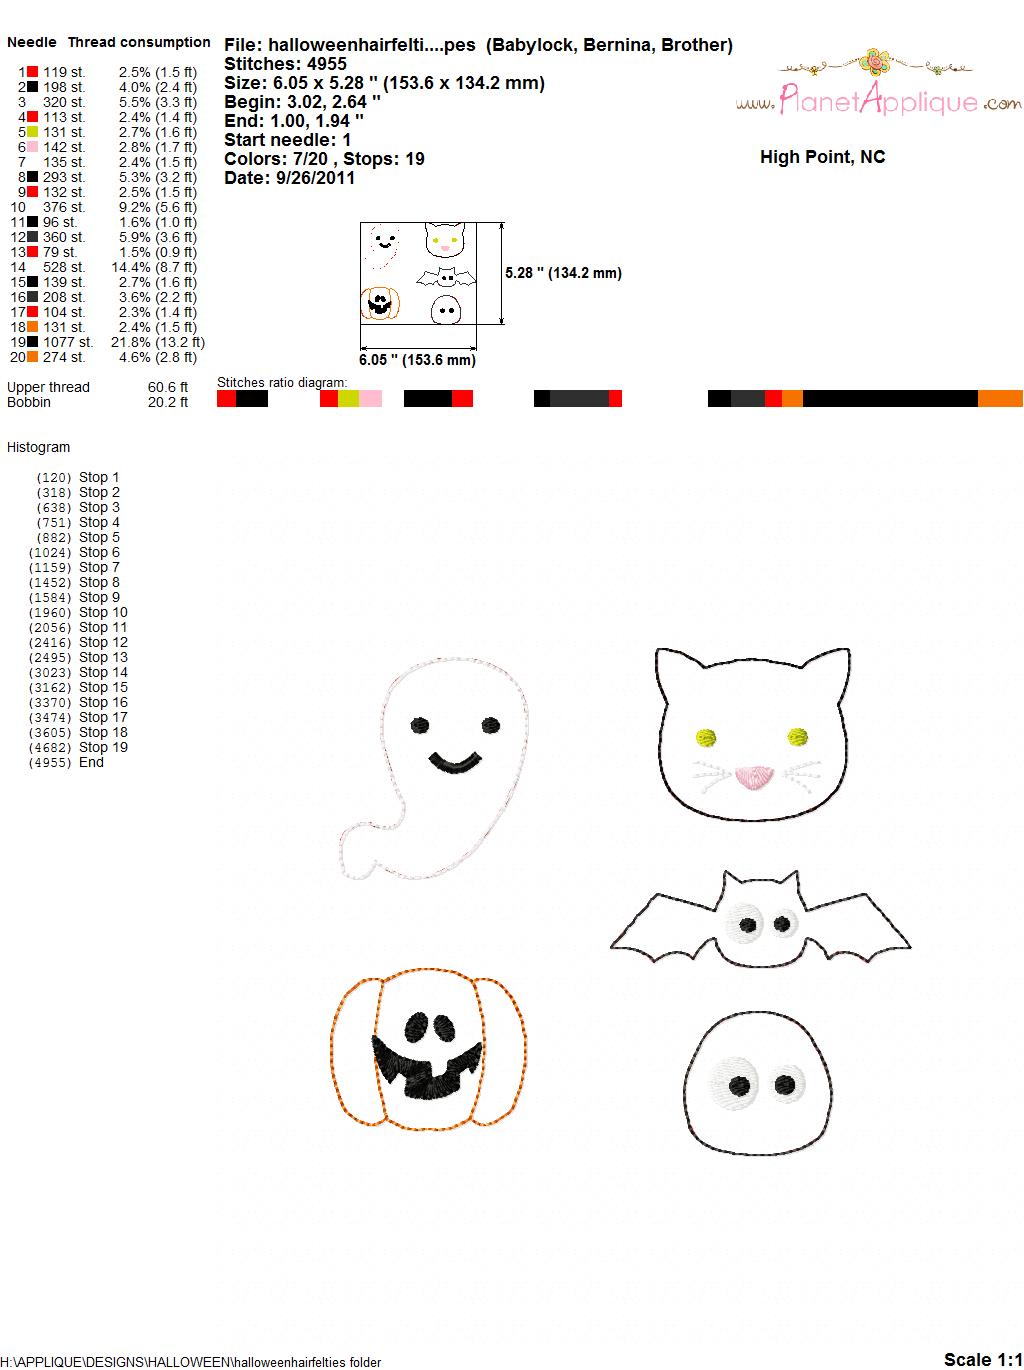 Needle Thread consumption
1 119 st. 2.5% (1.5 ft)
2 198 st. 4.0% (2.4 ft)
3 320 st. 5.5% (3.3 ft)
4 113 st. 2.4% (1.4 ft)
5 131 st. 2.7% (1.6 ft)
6 142 st. 2.8% (1.7 ft)
7 135 st. 2.4% (1.5 ft)
8 293 st. 5.3% (3.2 ft)
9 132 st. 2.5% (1.5 ft)
10 376 st. 9.2% (5.6 ft)
11 96 st. 1.6% (1.0 ft)
12 360 st. 5.9% (3.6 ft)
13 79 st. 1.5% (0.9 ft)
14 528 st. 14.4% (8.7 ft)
15 139 st. 2.7% (1.6 ft)
16 208 st. 3.6% (2.2 ft)
17 104 st. 2.3% (1.4 ft)
18 131 st. 2.4% (1.5 ft)
19 1077 st. 21.8% (13.2 ft)
20 274 st. 4.6% (2.8 ft)
Upper thread 60.6 ft
Bobbin 20.2 ft
File: halloweenhairfelti....pes (Babylock, Bernina, Brother)
Stitches: 4955
Size: 6.05 x 5.28 " (153.6 x 134.2 mm)
Begin: 3.02, 2.64 "
End: 1.00, 1.94 "
Start needle: 1
Colors: 7/20 , Stops: 19
Date: 9/26/2011
www.PlanetApplique.com
High Point, NC
5.28 " (134.2 mm)
6.05 " (153.6 mm)
Stitches ratio diagram:
Histogram
(120) Stop 1
(318) Stop 2
(638) Stop 3
(751) Stop 4
(882) Stop 5
(1024) Stop 6
(1159) Stop 7
(1452) Stop 8
(1584) Stop 9
(1960) Stop 10
(2056) Stop 11
(2416) Stop 12
(2495) Stop 13
(3023) Stop 14
(3162) Stop 15
(3370) Stop 16
(3474) Stop 17
(3605) Stop 18
(4682) Stop 19
(4955) End
H:\APPLIQUE\DESIGNS\HALLOWEEN\halloweenhairfelties folder
Scale 1:1